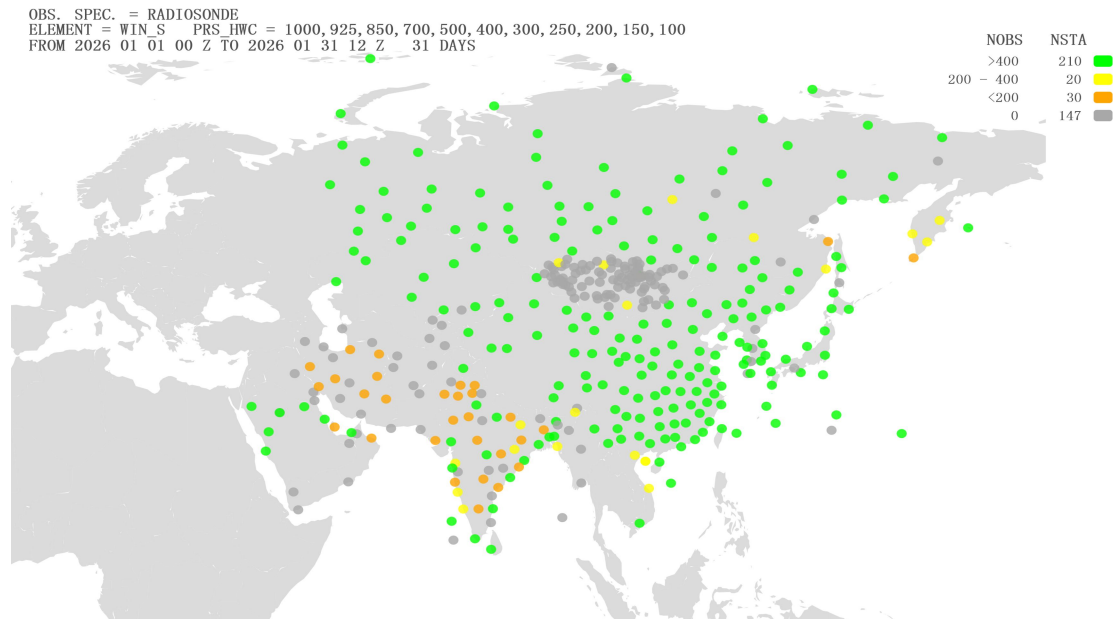 OBS. SPEC. = RADIOSONDE
ELEMENT = WIN_S PRS_HWC = 1000,925,850,700,500,400,300,250,200,150,100
FROM 2026 01 01 00 Z TO 2026 01 31 12 Z 31 DAYS
NOBS NSTA
>400 210
200 - 400 20
<200 30
0 147